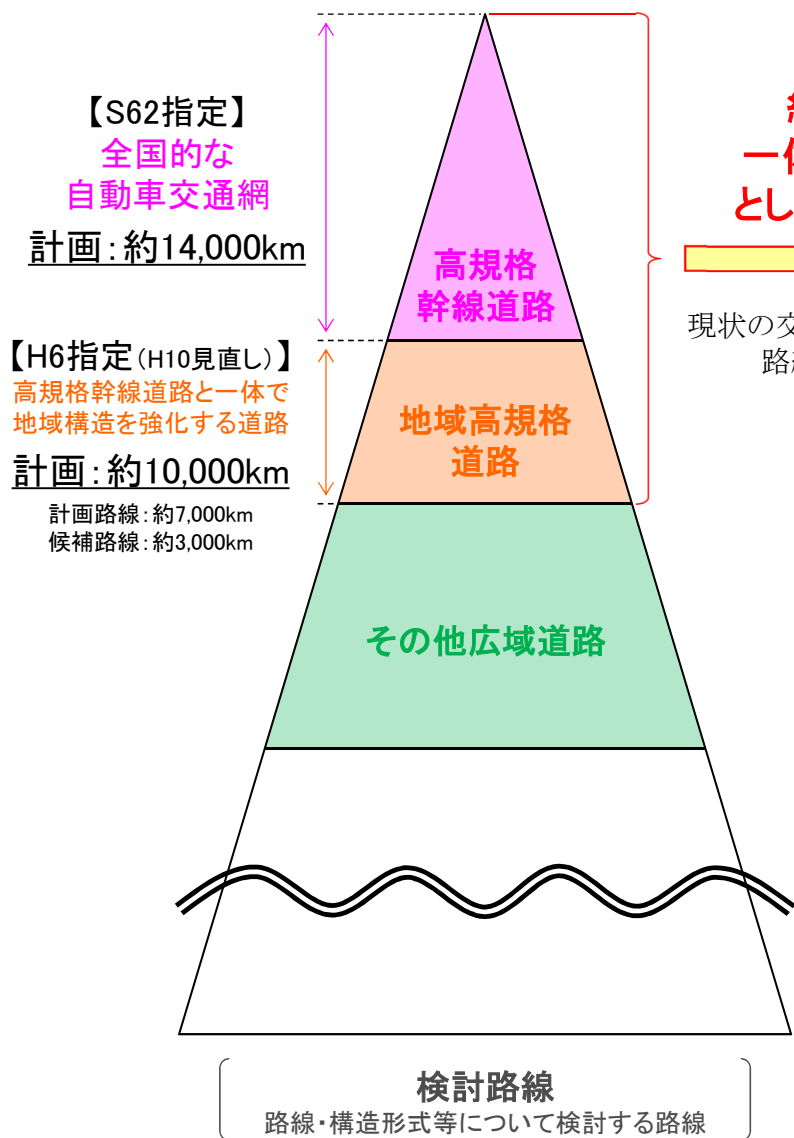 【S62指定】
全国的な
自動車交通網
計画：約14,000km
高規格
幹線道路
【H6指定（H10見直し）】
高規格幹線道路と一体で
地域構造を強化する道路
計画：約10,000km
計画路線：約7,000km
候補路線：約3,000km
地域高規格
道路
その他広域道路
一体
とし
現状の交
路線
検討路線
路線・構造形式等について検討する路線